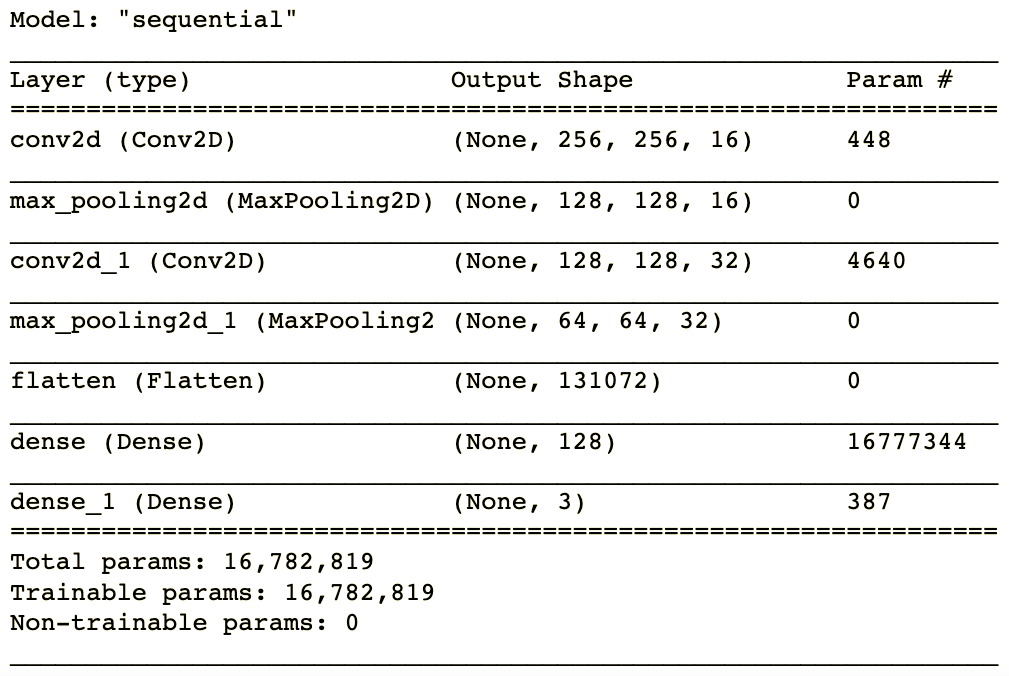 Model: "sequential"
Layer (type) Output Shape Param #
conv2d (Conv2D) (None, 256, 256, 16) 448
max_pooling2d (MaxPooling2D) (None, 128, 128, 16) 0
conv2d_1 (Conv2D) (None, 128, 128, 32) 4640
max_pooling2d_1 (MaxPooling2 (None, 64, 64, 32) 0
flatten (Flatten) (None, 131072) 0
dense (Dense) (None, 128) 16777344
dense_1 (Dense) (None, 3) 387
Total params: 16,782,819
Trainable params: 16,782,819
Non-trainable params: 0